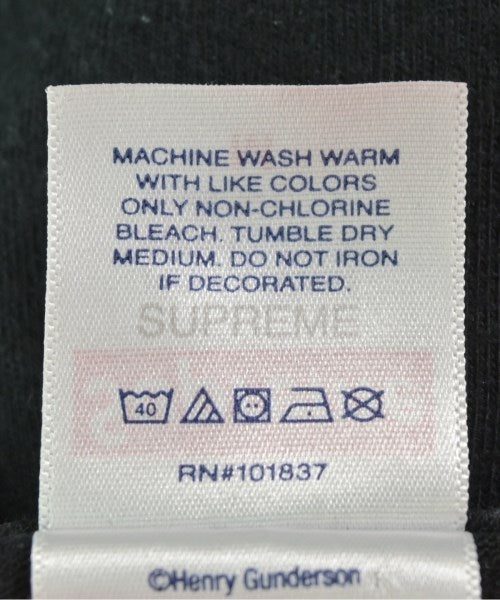 MACHINE WASH WARM
WITH LIKE COLORS
ONLY NON-CHLORINE
BLEACH. TUMBLE DRY
MEDIUM. DO NOT IRON
IF DECORATED.
SUPREME
40
RN#101837
©Henry Gunderson